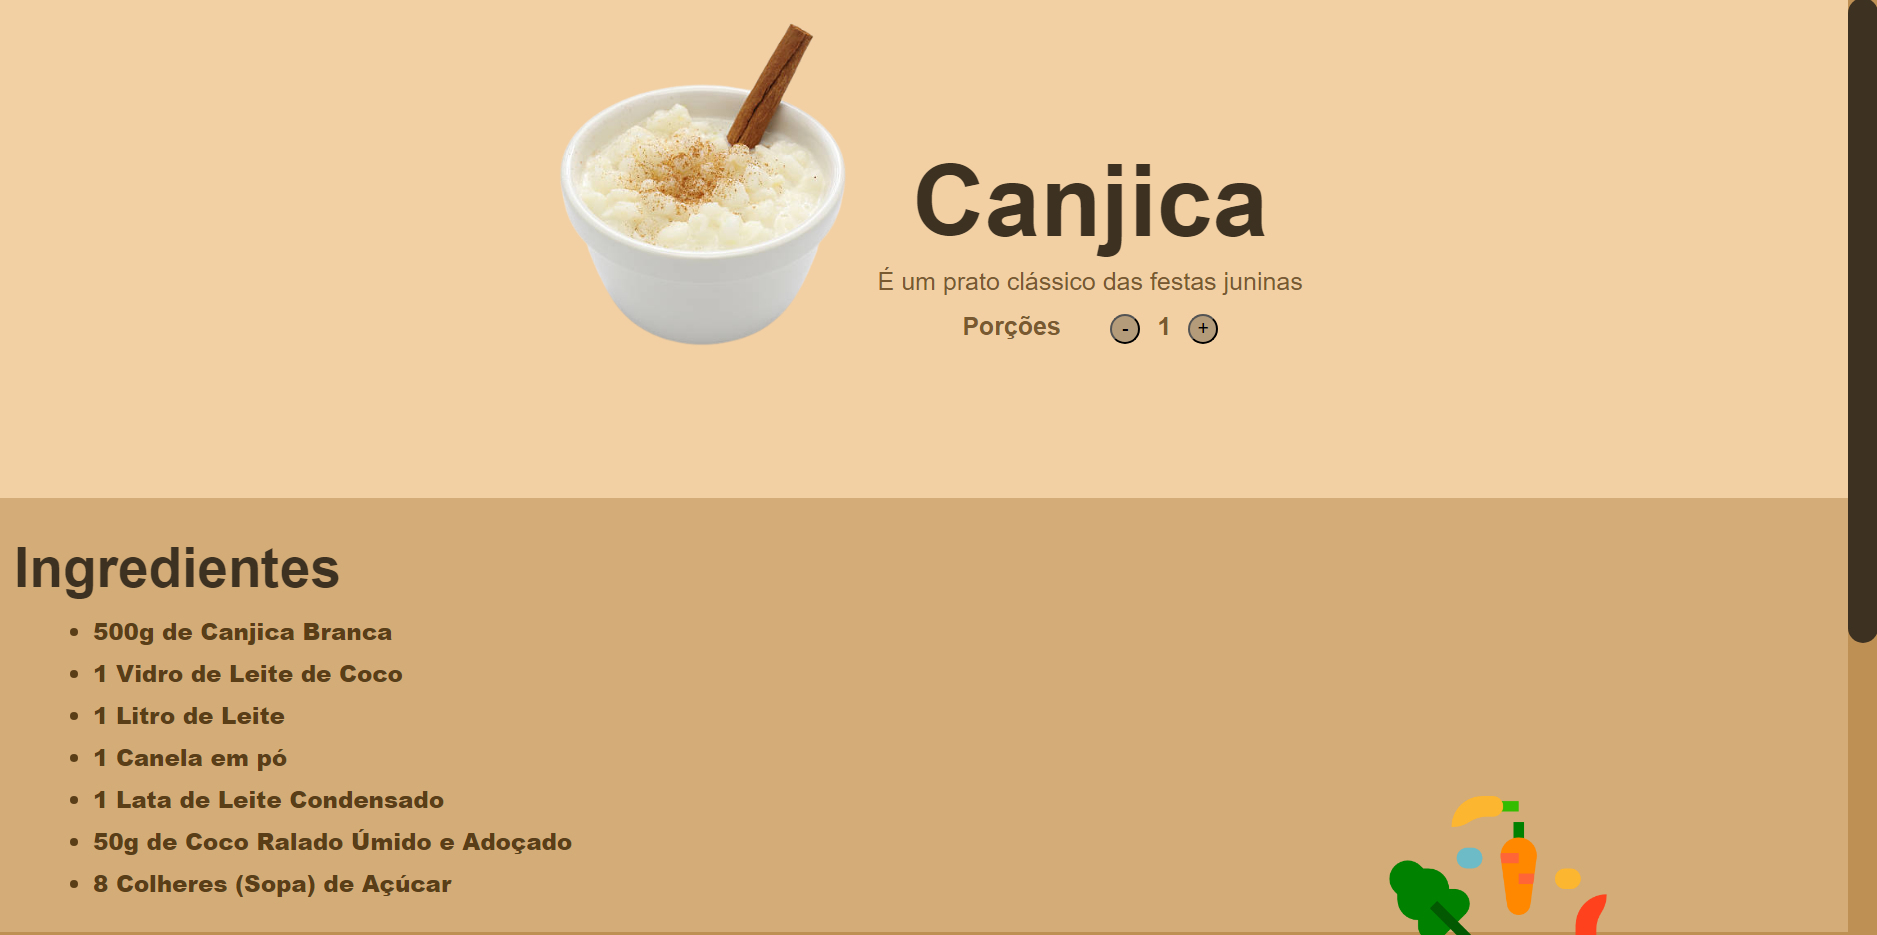 Canjica
É um prato clássico das festas juninas
Porções - 1 +
Ingredientes
• 500g de Canjica Branca
• 1 Vidro de Leite de Coco
• 1 Litro de Leite
• 1 Canela em pó
• 1 Lata de Leite Condensado
• 50g de Coco Ralado Úmido e Adoçado
• 8 Colheres (Sopa) de Açúcar